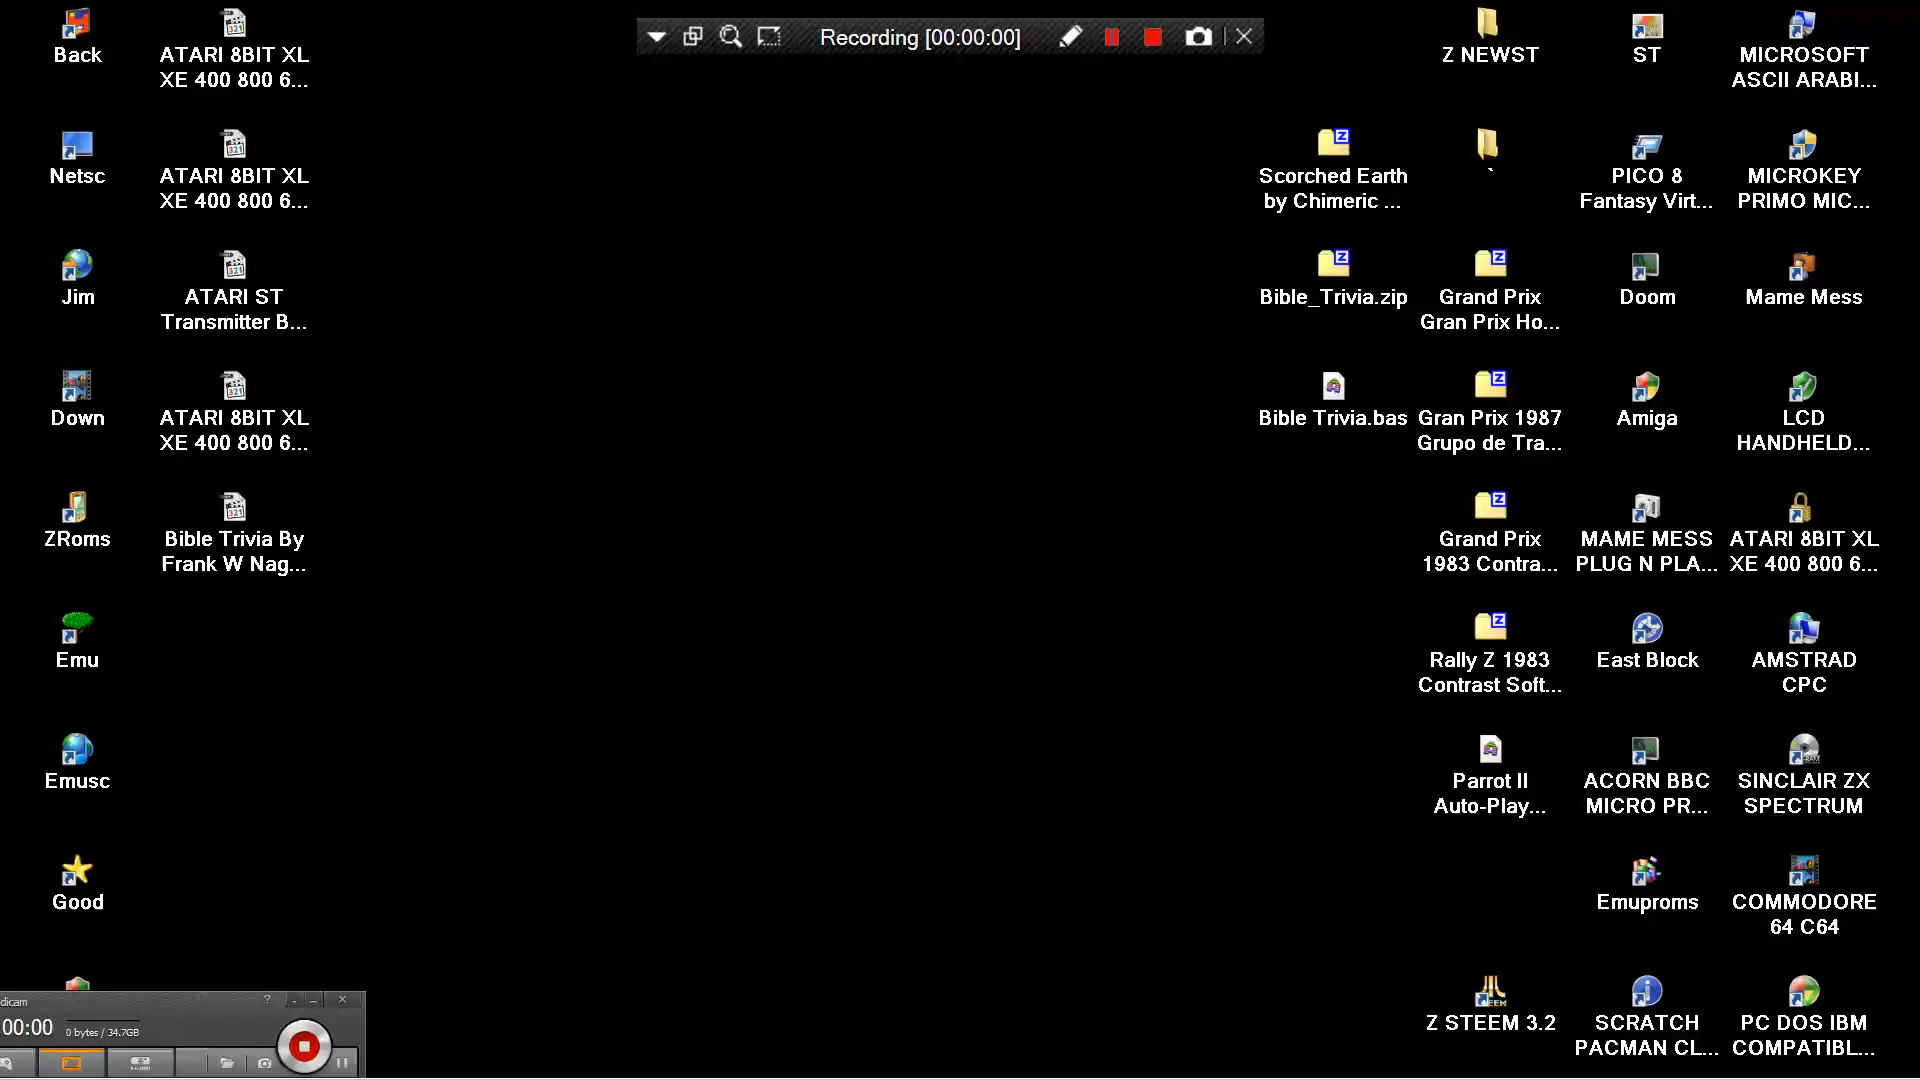 Recording [00:00:00]
Back
ATARI 8BIT XL
XE 400 800 6...
Z NEWST
ST
MICROSOFT
ASCII ARABI...
Netsc
ATARI 8BIT XL
XE 400 800 6...
Scorched Earth
by Chimeric ...
`
PICO 8
Fantasy Virt...
MICROKEY
PRIMO MIC...
Jim
ATARI ST
Transmitter B...
Bible_Trivia.zip
Grand Prix
Gran Prix Ho...
Doom
Mame Mess
Down
ATARI 8BIT XL
XE 400 800 6...
Bible Trivia.bas
Gran Prix 1987
Grupo de Tra...
Amiga
LCD
HANDHELD...
ZRoms
Bible Trivia By
Frank W Nag...
Grand Prix
1983 Contra...
MAME MESS
PLUG N PLA...
ATARI 8BIT XL
XE 400 800 6...
Emu
Rally Z 1983
Contrast Soft...
East Block
AMSTRAD
CPC
Emusc
Parrot II
Auto-Play...
ACORN BBC
MICRO PR...
SINCLAIR ZX
SPECTRUM
Good
Emuproms
COMMODORE
64 C64
Z STEEM 3.2
SCRATCH
PACMAN CL...
PC DOS IBM
COMPATIBL...
dicam
00:00
0 bytes / 34.7GB